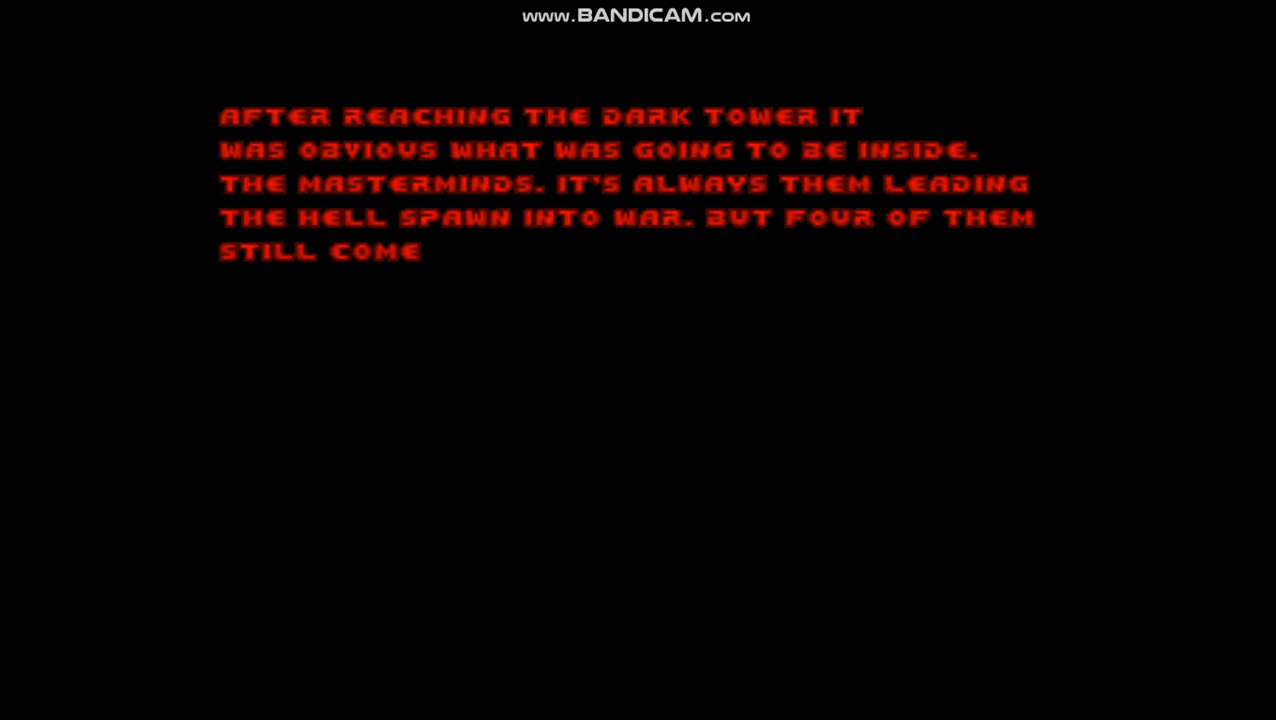 www.BANDICAM.com
AFTER REACHING THE DARK TOWER IT
WAS OBVIOUS WHAT WAS GOING TO BE INSIDE.
THE MASTERMINDS. IT'S ALWAYS THEM LEADING
THE HELL SPAWN INTO WAR. BUT FOUR OF THEM
STILL COME